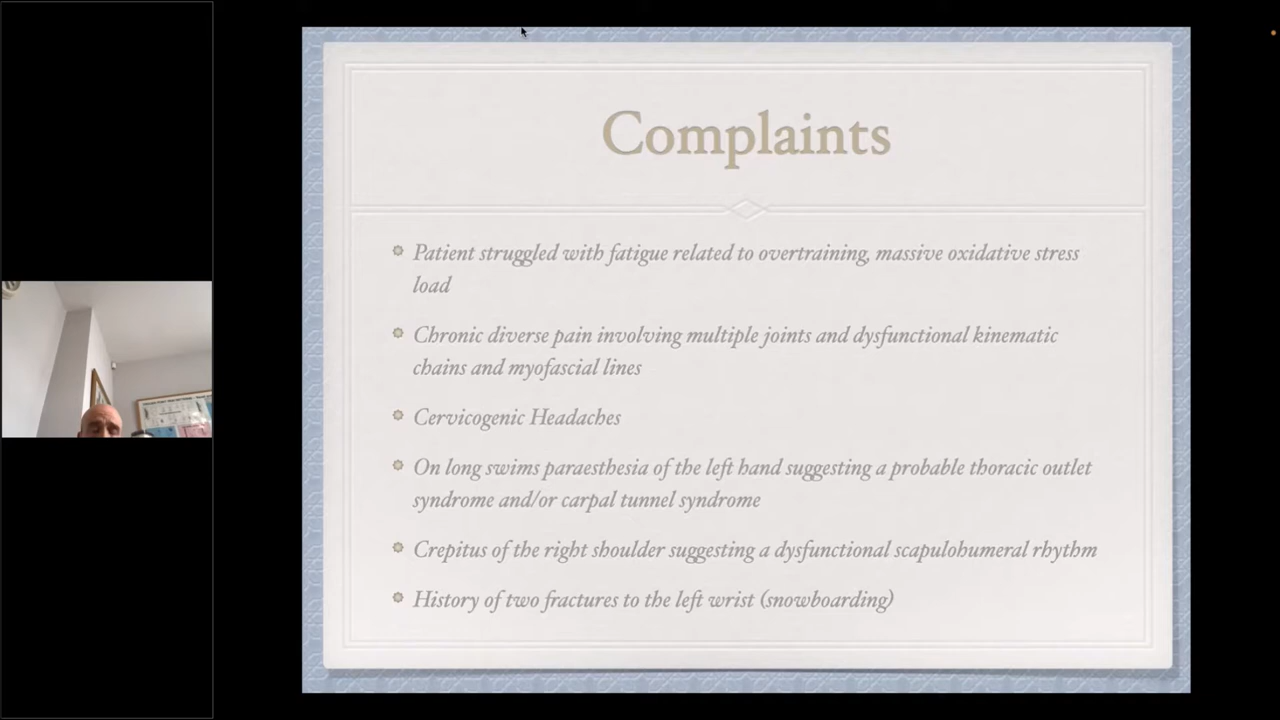 Complaints
Patient struggled with fatigue related to overtraining, massive oxidative stress
load
Chronic diverse pain involving multiple joints and dysfunctional kinematic
chains and myofascial lines
Cervicogenic Headaches
On long swims paraesthesia of the left hand suggesting a probable thoracic outlet
syndrome and/or carpal tunnel syndrome
Crepitus of the right shoulder suggesting a dysfunctional scapulohumeral rhythm
History of two fractures to the left wrist (snowboarding)